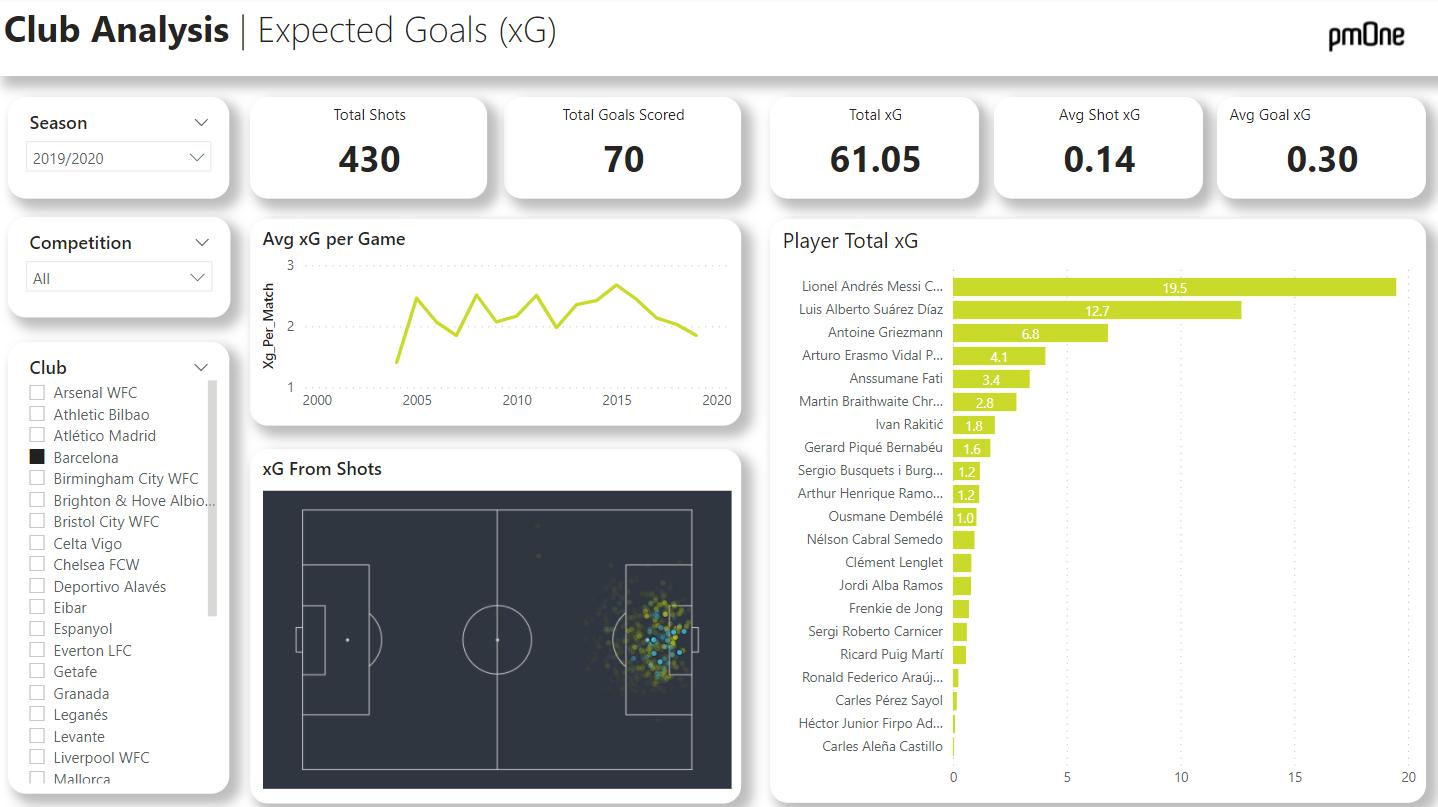 Club Analysis | Expected Goals (xG)
pmOne
Season
2019/2020
Competition
All
Club
Arsenal WFC
Athletic Bilbao
Atlético Madrid
Barcelona
Birmingham City WFC
Brighton & Hove Albio...
Bristol City WFC
Celta Vigo
Chelsea FCW
Deportivo Alavés
Eibar
Espanyol
Everton LFC
Getafe
Granada
Leganés
Levante
Liverpool WFC
Mallorca
Total Shots
430
Total Goals Scored
70
Total xG
61.05
Avg Shot xG
0.14
Avg Goal xG
0.30
Avg xG per Game
Xg_Per_Match
3
2
1
2000 2005 2010 2015 2020
xG From Shots
Player Total xG
Lionel Andrés Messi C... 19.5
Luis Alberto Suárez Díaz 12.7
Antoine Griezmann 6.8
Arturo Erasmo Vidal P... 4.1
Anssumane Fati 3.4
Martin Braithwaite Chr... 2.8
Ivan Rakitić 1.8
Gerard Piqué Bernabéu 1.6
Sergio Busquets i Burg... 1.2
Arthur Henrique Ramo... 1.2
Ousmane Dembélé 1.0
Nélson Cabral Semedo
Clément Lenglet
Jordi Alba Ramos
Frenkie de Jong
Sergi Roberto Carnicer
Ricard Puig Martí
Ronald Federico Araúj...
Carles Pérez Sayol
Héctor Junior Firpo Ad...
Carles Aleña Castillo
0 5 10 15 20